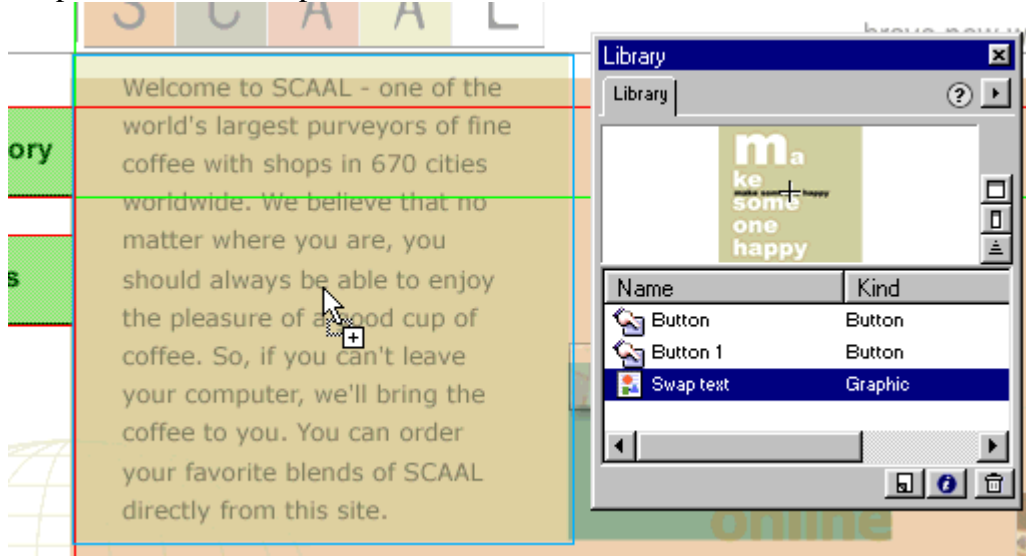 S C A A L
ory
s
Welcome to SCAAL - one of the
world's largest purveyors of fine
coffee with shops in 670 cities
worldwide. We believe that no
matter where you are, you
should always be able to enjoy
the pleasure of a good cup of
coffee. So, if you can't leave
your computer, we'll bring the
coffee to you. You can order
your favorite blends of SCAAL
directly from this site.
Library
Library
?
ma
ke
make some happy
some
one
happy
Name Kind
Button Button
Button 1 Button
Swap text Graphic
online